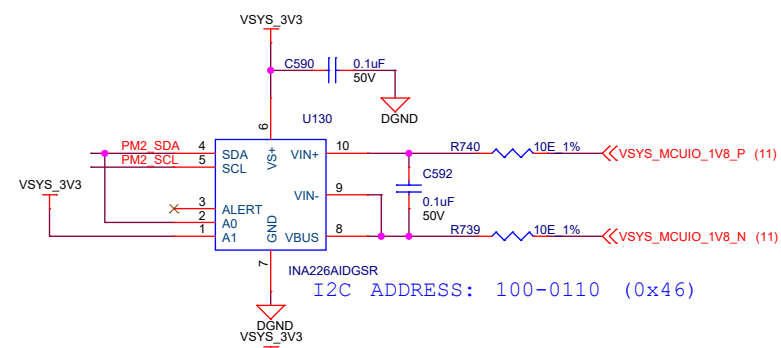 VSYS_3V3
C590 0.1uF
50V
DGND
U130
6
VS+
PM2_SDA 4 SDA VIN+ 10 R740 10E_1% VSYS_MCUIO_1V8_P (11)
PM2_SCL 5 SCL
C592
0.1uF
50V
VSYS_3V3
VIN- 9
3 ALERT
2 A0
1 A1 GND VBUS 8 R739 10E_1% VSYS_MCUIO_1V8_N (11)
7
INA226AIDGSR
I2C ADDRESS: 100-0110 (0x46)
DGND
VSYS_3V3